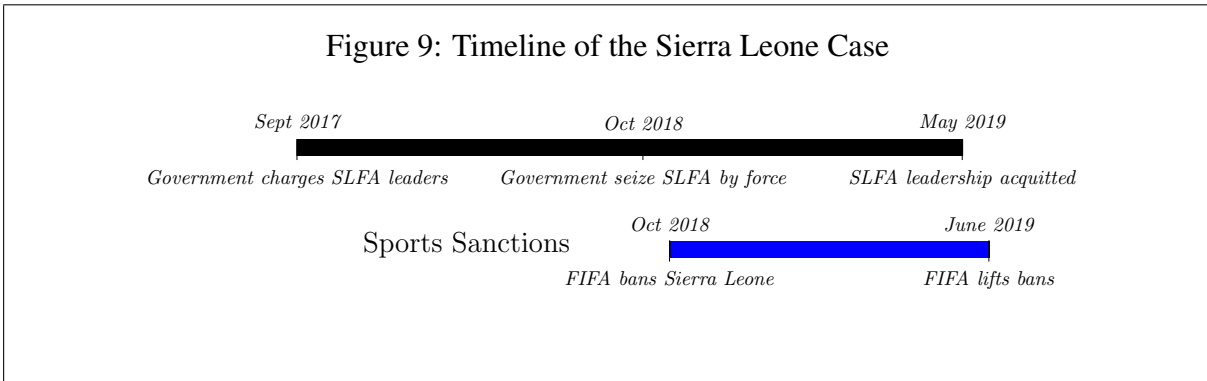 Figure 9: Timeline of the Sierra Leone Case
Sept 2017 Oct 2018 May 2019
Government charges SLFA leaders Government seize SLFA by force SLFA leadership acquitted
Sports Sanctions Oct 2018 June 2019
FIFA bans Sierra Leone FIFA lifts bans